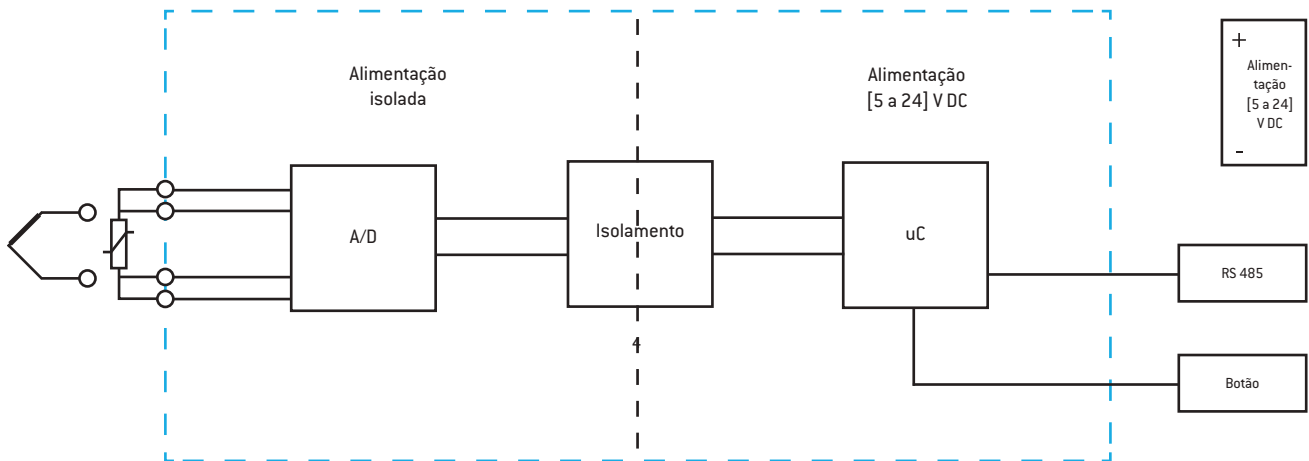 Alimentação
isolada
Alimentação
[5 a 24] V DC
+
Alimen-
tação
[5 a 24]
V DC
-
A/D
Isolamento
uC
RS 485
4
Botão